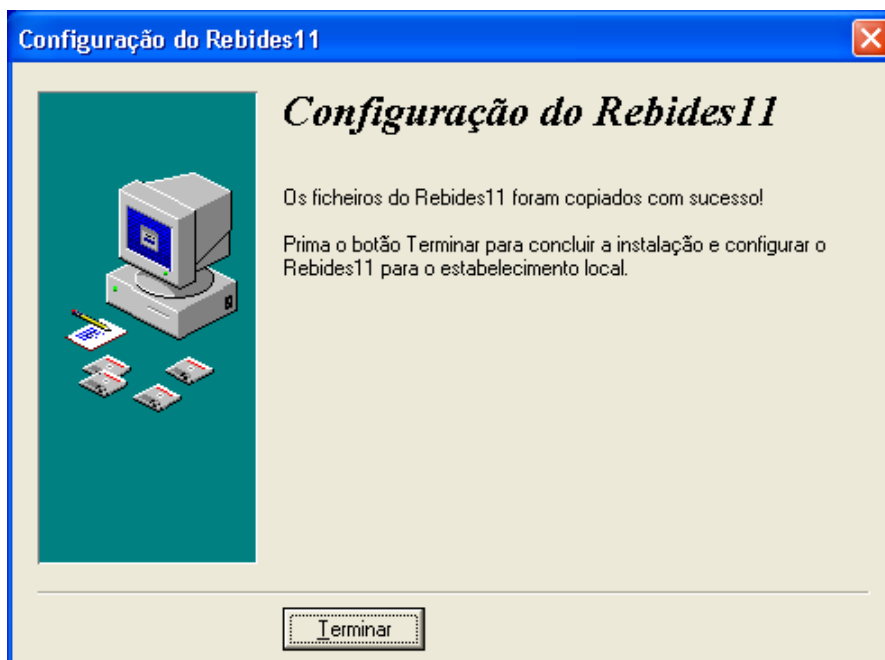 Configuração do Rebides11
Configuração do Rebides11
Os ficheiros do Rebides11 foram copiados com sucesso!
Prima o botão Terminar para concluir a instalação e configurar o
Rebides11 para o estabelecimento local.
Terminar